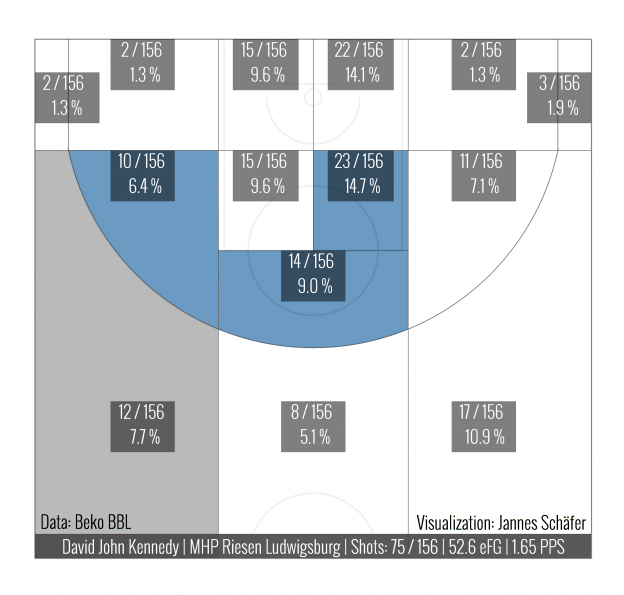 2 / 156
1.3 %
15 / 156
9.6 %
22 / 156
14.1 %
2 / 156
1.3 %
2 / 156
1.3 %
3 / 156
1.9 %
10 / 156
6.4 %
15 / 156
9.6 %
23 / 156
14.7 %
11 / 156
7.1 %
14 / 156
9.0 %
12 / 156
7.7 %
8 / 156
5.1 %
17 / 156
10.9 %
Data: Beko BBL
Visualization: Jannes Schäfer
David John Kennedy | MHP Riesen Ludwigsburg | Shots: 75 / 156 | 52.6 eFG | 1.65 PPS